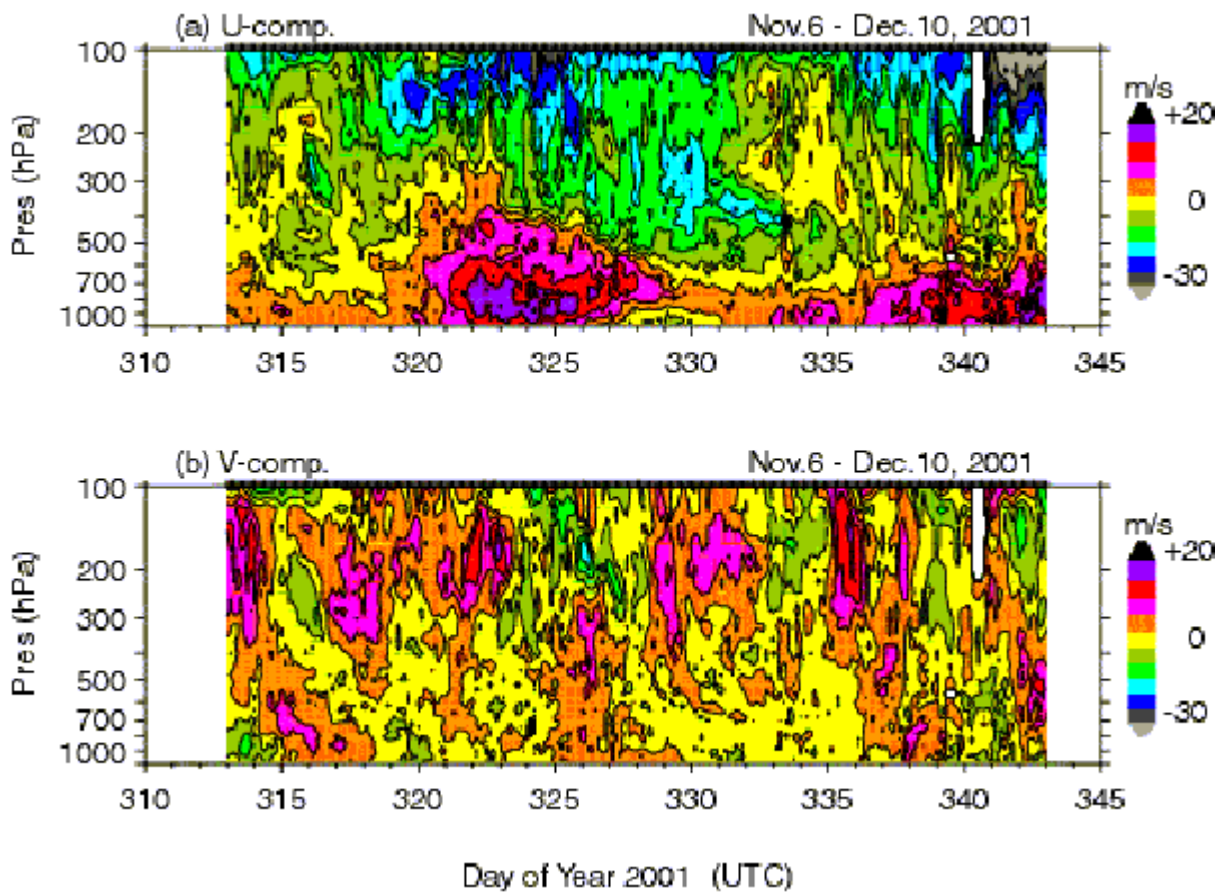 (a) U-comp. Nov.6 - Dec.10, 2001
100
200
300
500
700
1000
Pres (hPa)
310 315 320 325 330 335 340 345
m/s
+20
0
-30
(b) V-comp. Nov.6 - Dec.10, 2001
100
200
300
500
700
1000
Pres (hPa)
310 315 320 325 330 335 340 345
m/s
+20
0
-30
Day of Year 2001 (UTC)